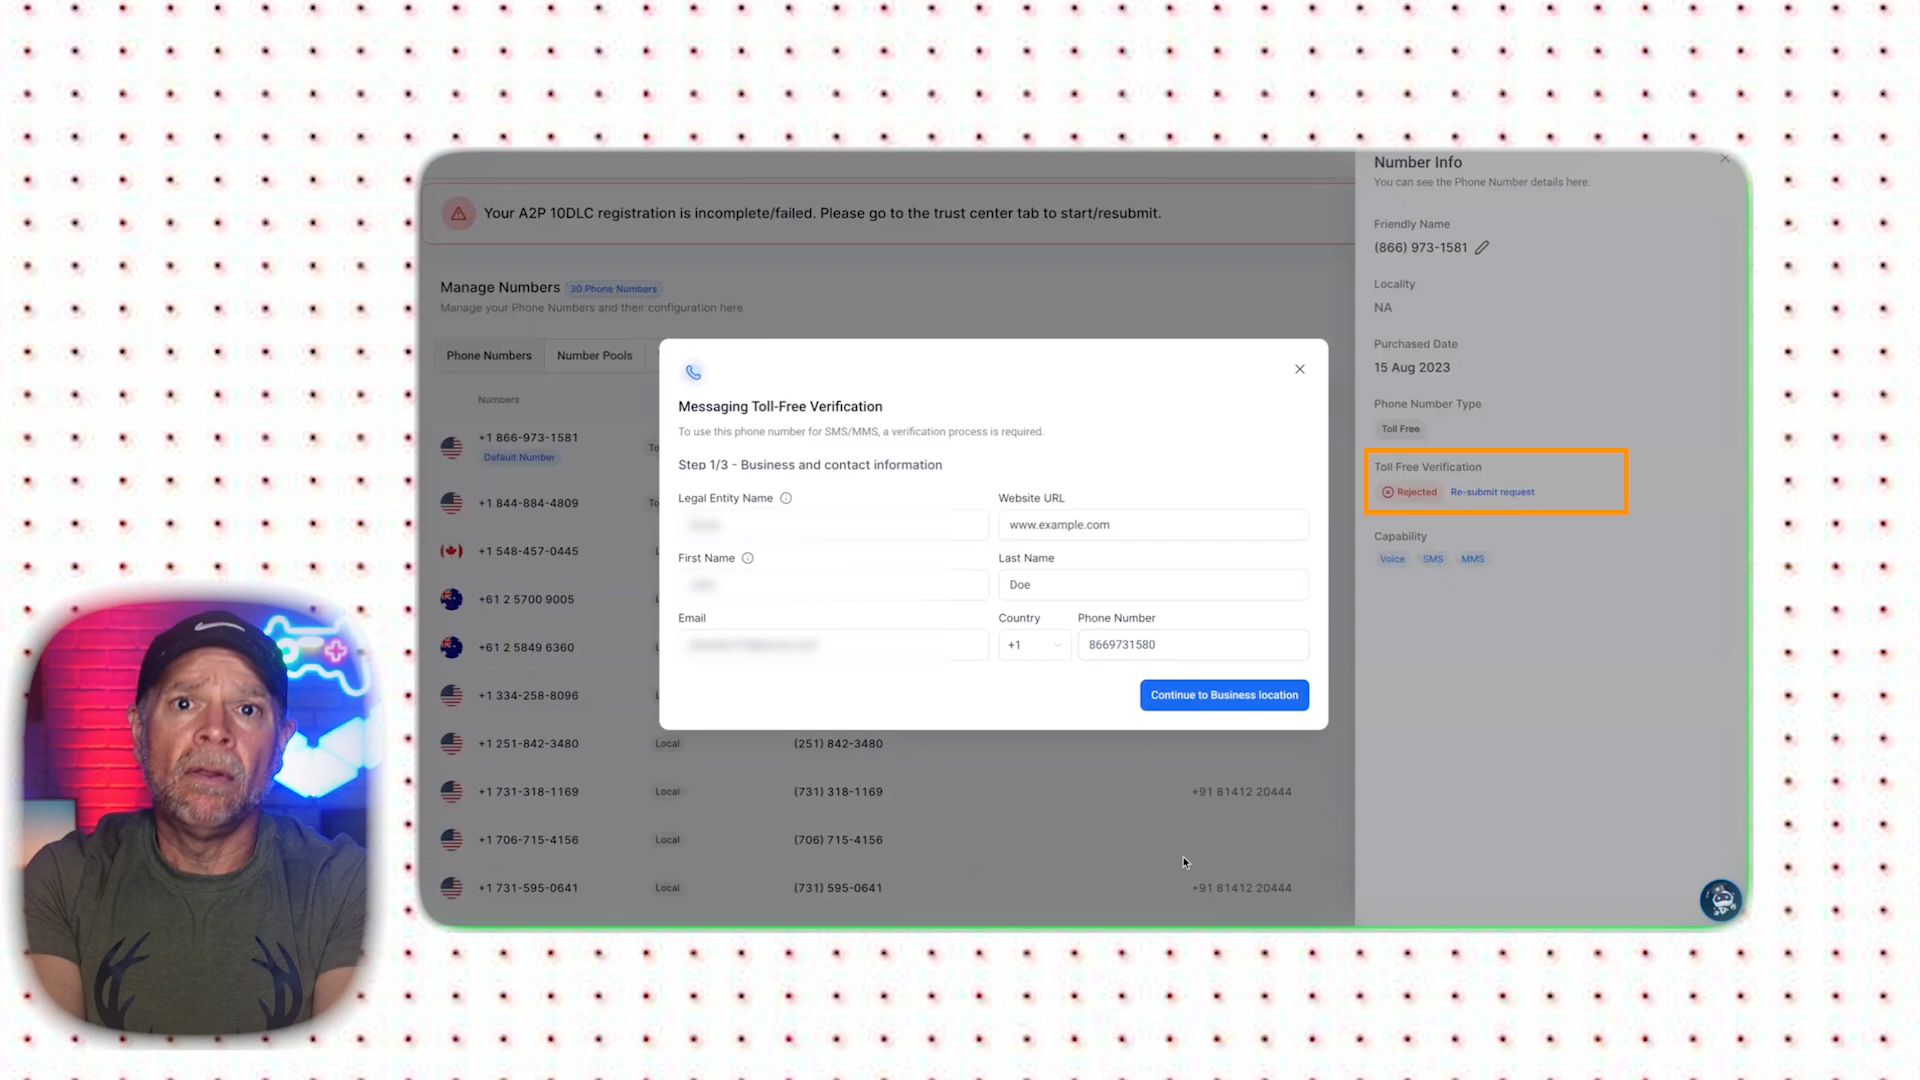 Your A2P 10DLC registration is incomplete/failed. Please go to the trust center tab to start/resubmit.
Manage Numbers 30 Phone Numbers
Manage your Phone Numbers and their configuration here
Phone Numbers Number Pools
Numbers
+1 866-973-1581
Default Number
+1 844-884-4809
+1 548-457-0445
+61 2 5700 9005
+61 2 5849 6360
+1 334-258-8096
+1 251-842-3480 Local (251) 842-3480
+1 731-318-1169 Local (731) 318-1169 +91 81412 20444
+1 706-715-4156 Local (706) 715-4156
+1 731-595-0641 Local (731) 595-0641 +91 81412 20444
Messaging Toll-Free Verification
To use this phone number for SMS/MMS, a verification process is required.
Step 1/3 - Business and contact information
Legal Entity Name Website URL
www.example.com
First Name Last Name
Doe
Email Country Phone Number
+1 8669731580
Continue to Business location
Number Info
You can see the Phone Number details here.
Friendly Name
(866) 973-1581
Locality
NA
Purchased Date
15 Aug 2023
Phone Number Type
Toll Free
Toll Free Verification
Rejected Re-submit request
Capability
Voice SMS MMS